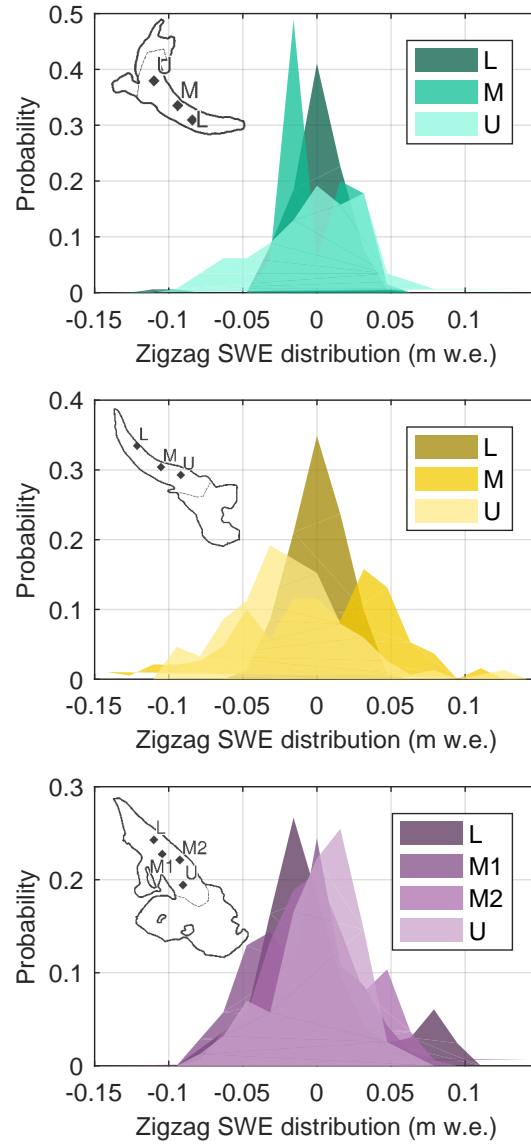 0.5
0.4
0.3
0.2
0.1
0
Probability
U
M
L
L
M
U
-0.15 -0.1 -0.05 0 0.05 0.1
Zigzag SWE distribution (m w.e.)
0.4
0.3
0.2
0.1
0
Probability
L
M
U
L
M
U
-0.15 -0.1 -0.05 0 0.05 0.1
Zigzag SWE distribution (m w.e.)
0.3
0.2
0.1
0
Probability
L
M2
M1
U
L
M1
M2
U
-0.15 -0.1 -0.05 0 0.05 0.1
Zigzag SWE distribution (m w.e.)